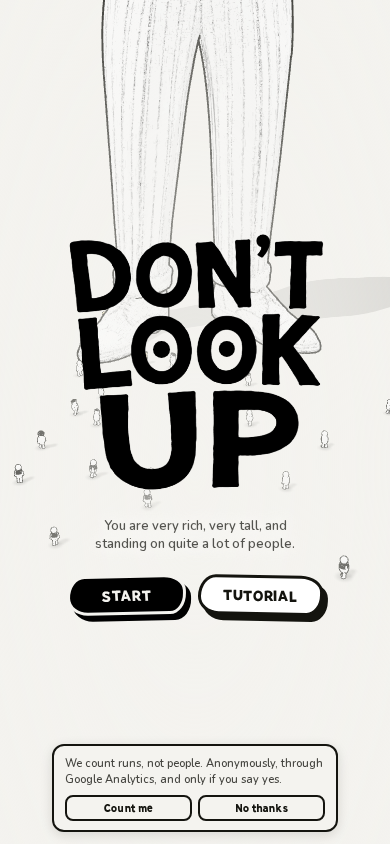 DON'T
LOOK
UP
You are very rich, very tall, and
standing on quite a lot of people.
START
TUTORIAL
We count runs, not people. Anonymously, through
Google Analytics, and only if you say yes.
Count me
No thanks